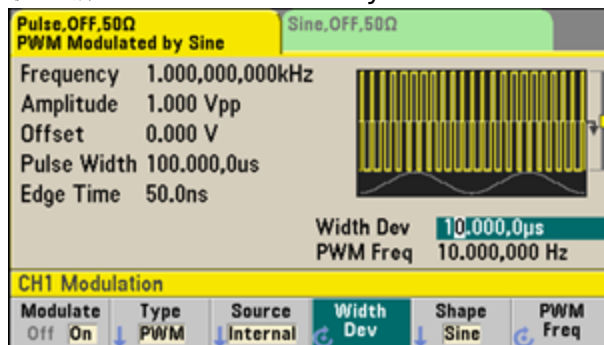 Pulse,OFF,50Ω
PWM Modulated by Sine
Sine,OFF,50Ω
Frequency 1.000,000,000kHz
Amplitude 1.000 Vpp
Offset 0.000 V
Pulse Width 100.000,0us
Edge Time 50.0ns
Width Dev 10.000,0μs
PWM Freq 10.000,000 Hz
CH1 Modulation
Modulate Type Source Width Shape PWM
Off On PWM Internal Dev Sine Freq